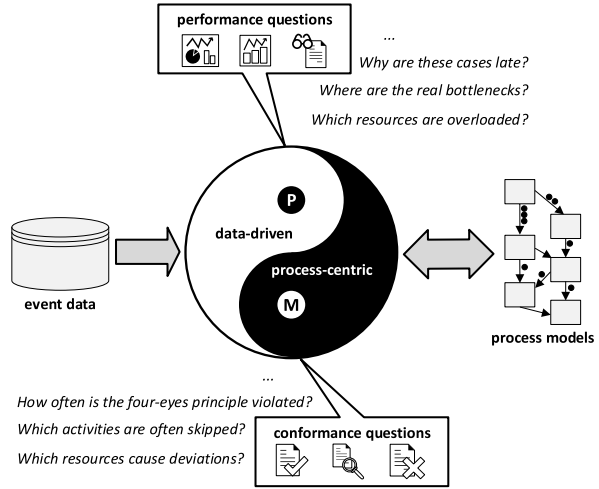 performance questions
...
Why are these cases late?
Where are the real bottlenecks?
Which resources are overloaded?
P
data-driven
process-centric
M
event data
process models
...
How often is the four-eyes principle violated?
Which activities are often skipped?
Which resources cause deviations?
conformance questions